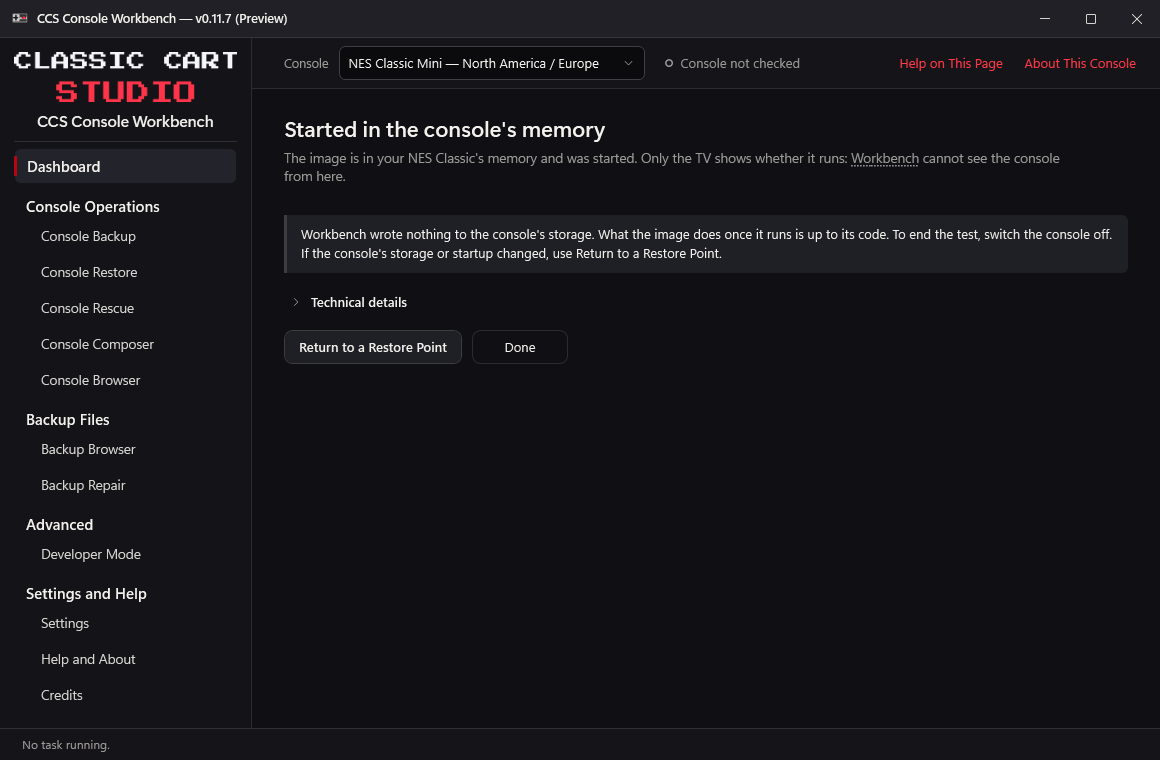 CCS Console Workbench — v0.11.7 (Preview)
CLASSIC CART
STUDIO
CCS Console Workbench
Dashboard
Console Operations
Console Backup
Console Restore
Console Rescue
Console Composer
Console Browser
Backup Files
Backup Browser
Backup Repair
Advanced
Developer Mode
Settings and Help
Settings
Help and About
Credits
Console
NES Classic Mini — North America / Europe
Console not checked
Help on This Page
About This Console
Started in the console's memory
The image is in your NES Classic's memory and was started. Only the TV shows whether it runs: Workbench cannot see the console
from here.
Workbench wrote nothing to the console's storage. What the image does once it runs is up to its code. To end the test, switch the console off.
If the console's storage or startup changed, use Return to a Restore Point.
Technical details
Return to a Restore Point
Done
No task running.